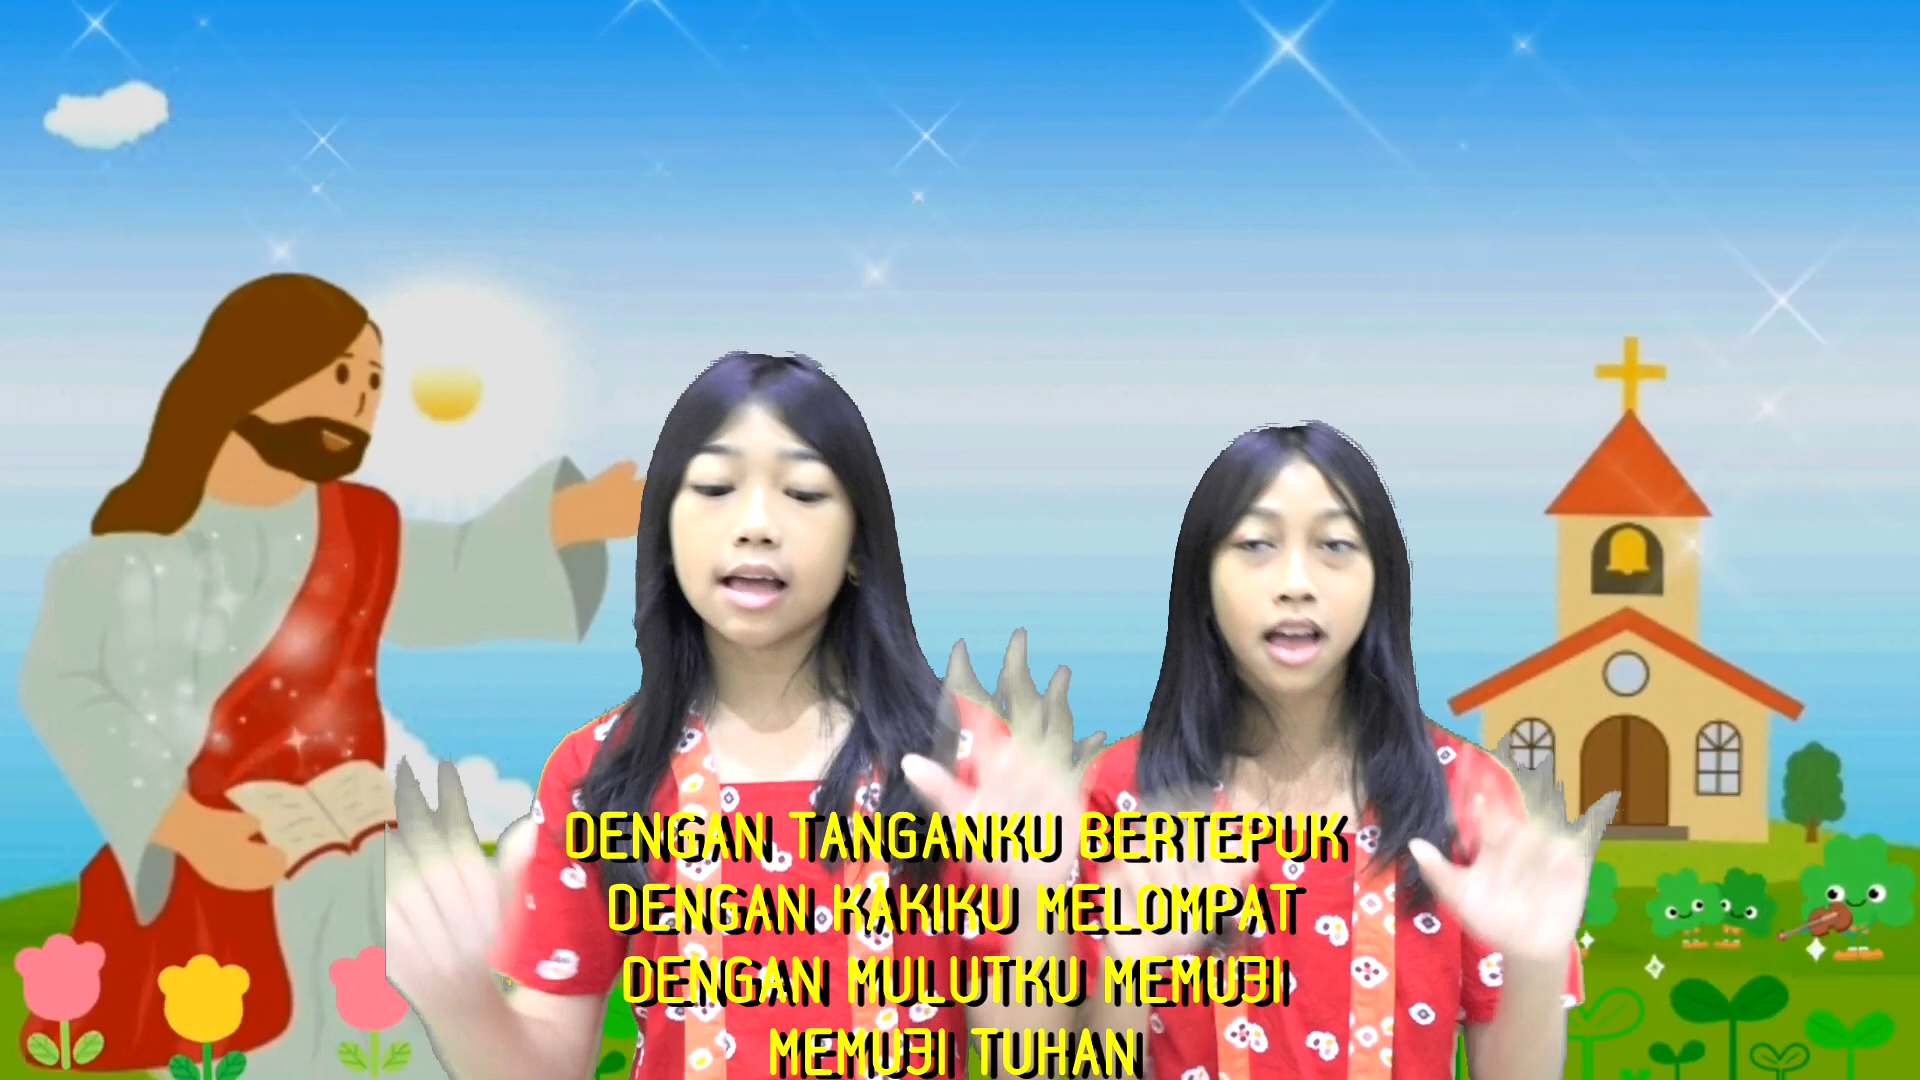 DENGAN TANGANKU BERTEPUK
DENGAN KAKIKU MELOMPAT
DENGAN MULUTKU MEMUJI
MEMUJI TUHAN